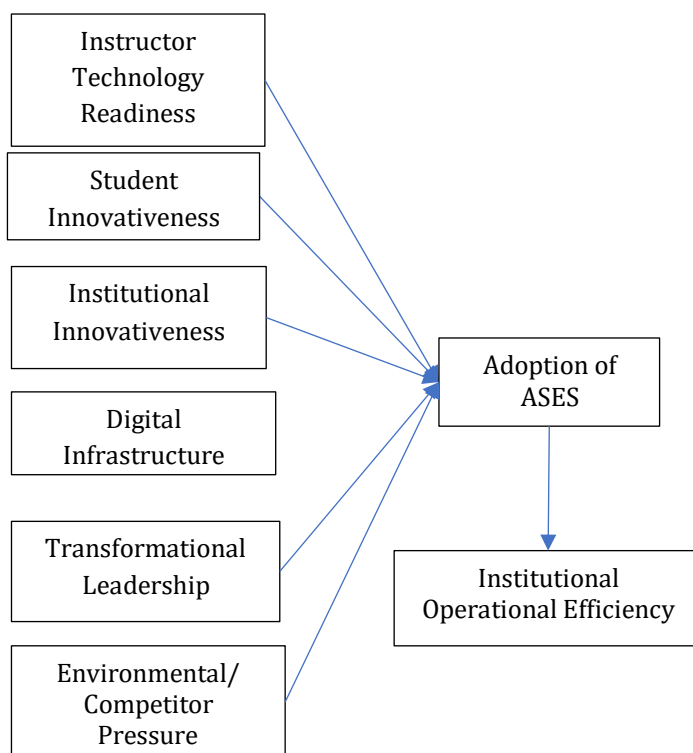 Instructor
Technology
Readiness
Student
Innovativeness
Institutional
Innovativeness
Digital
Infrastructure
Transformational
Leadership
Environmental/
Competitor
Pressure
Adoption of
ASES
Institutional
Operational Efficiency